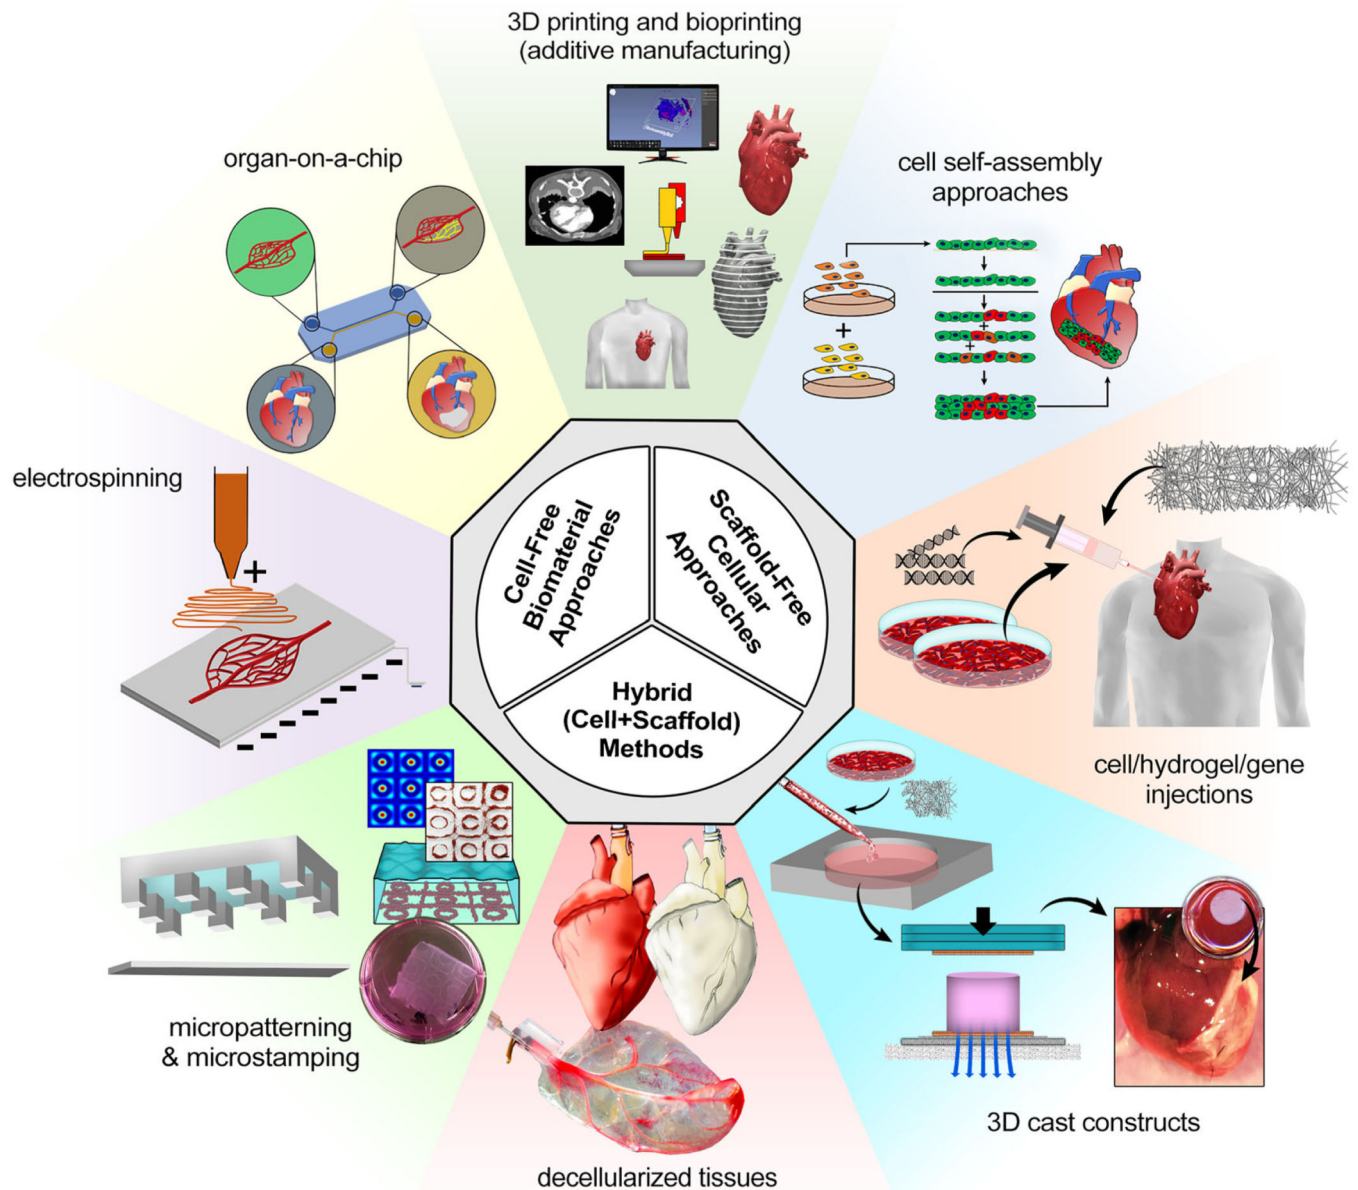 3D printing and bioprinting
(additive manufacturing)
organ-on-a-chip
cell self-assembly
approaches
+
+
+
electrospinning
+
Cell-Free
Biomaterial
Approaches
Scaffold-Free
Cellular
Approaches
Hybrid
(Cell+Scaffold)
Methods
cell/hydrogel/gene
injections
micropatterning
& microstamping
3D cast constructs
decellularized tissues